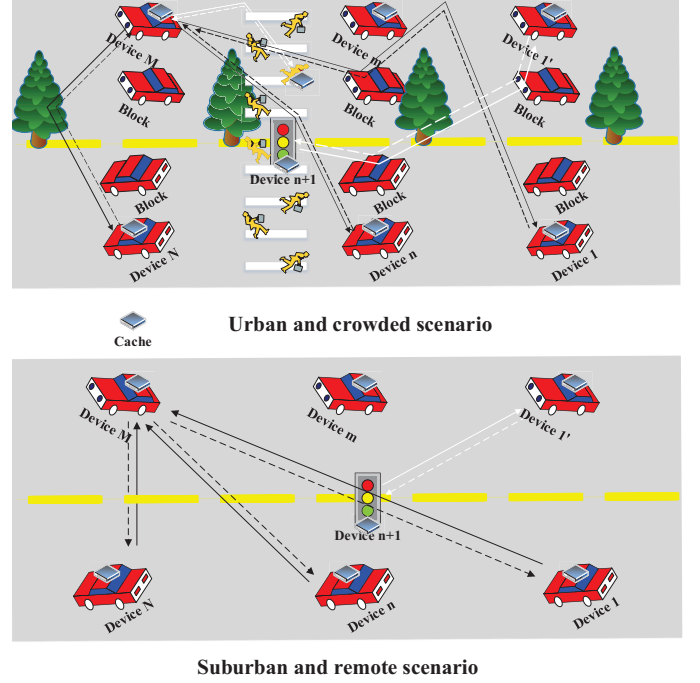 Device M
Device m
Device 1'
Block
Block
Block
Device n+1
Block
Block
Block
Device N
Device n
Device 1
Cache
Urban and crowded scenario
Device M
Device m
Device 1'
Device n+1
Device N
Device n
Device 1
Suburban and remote scenario